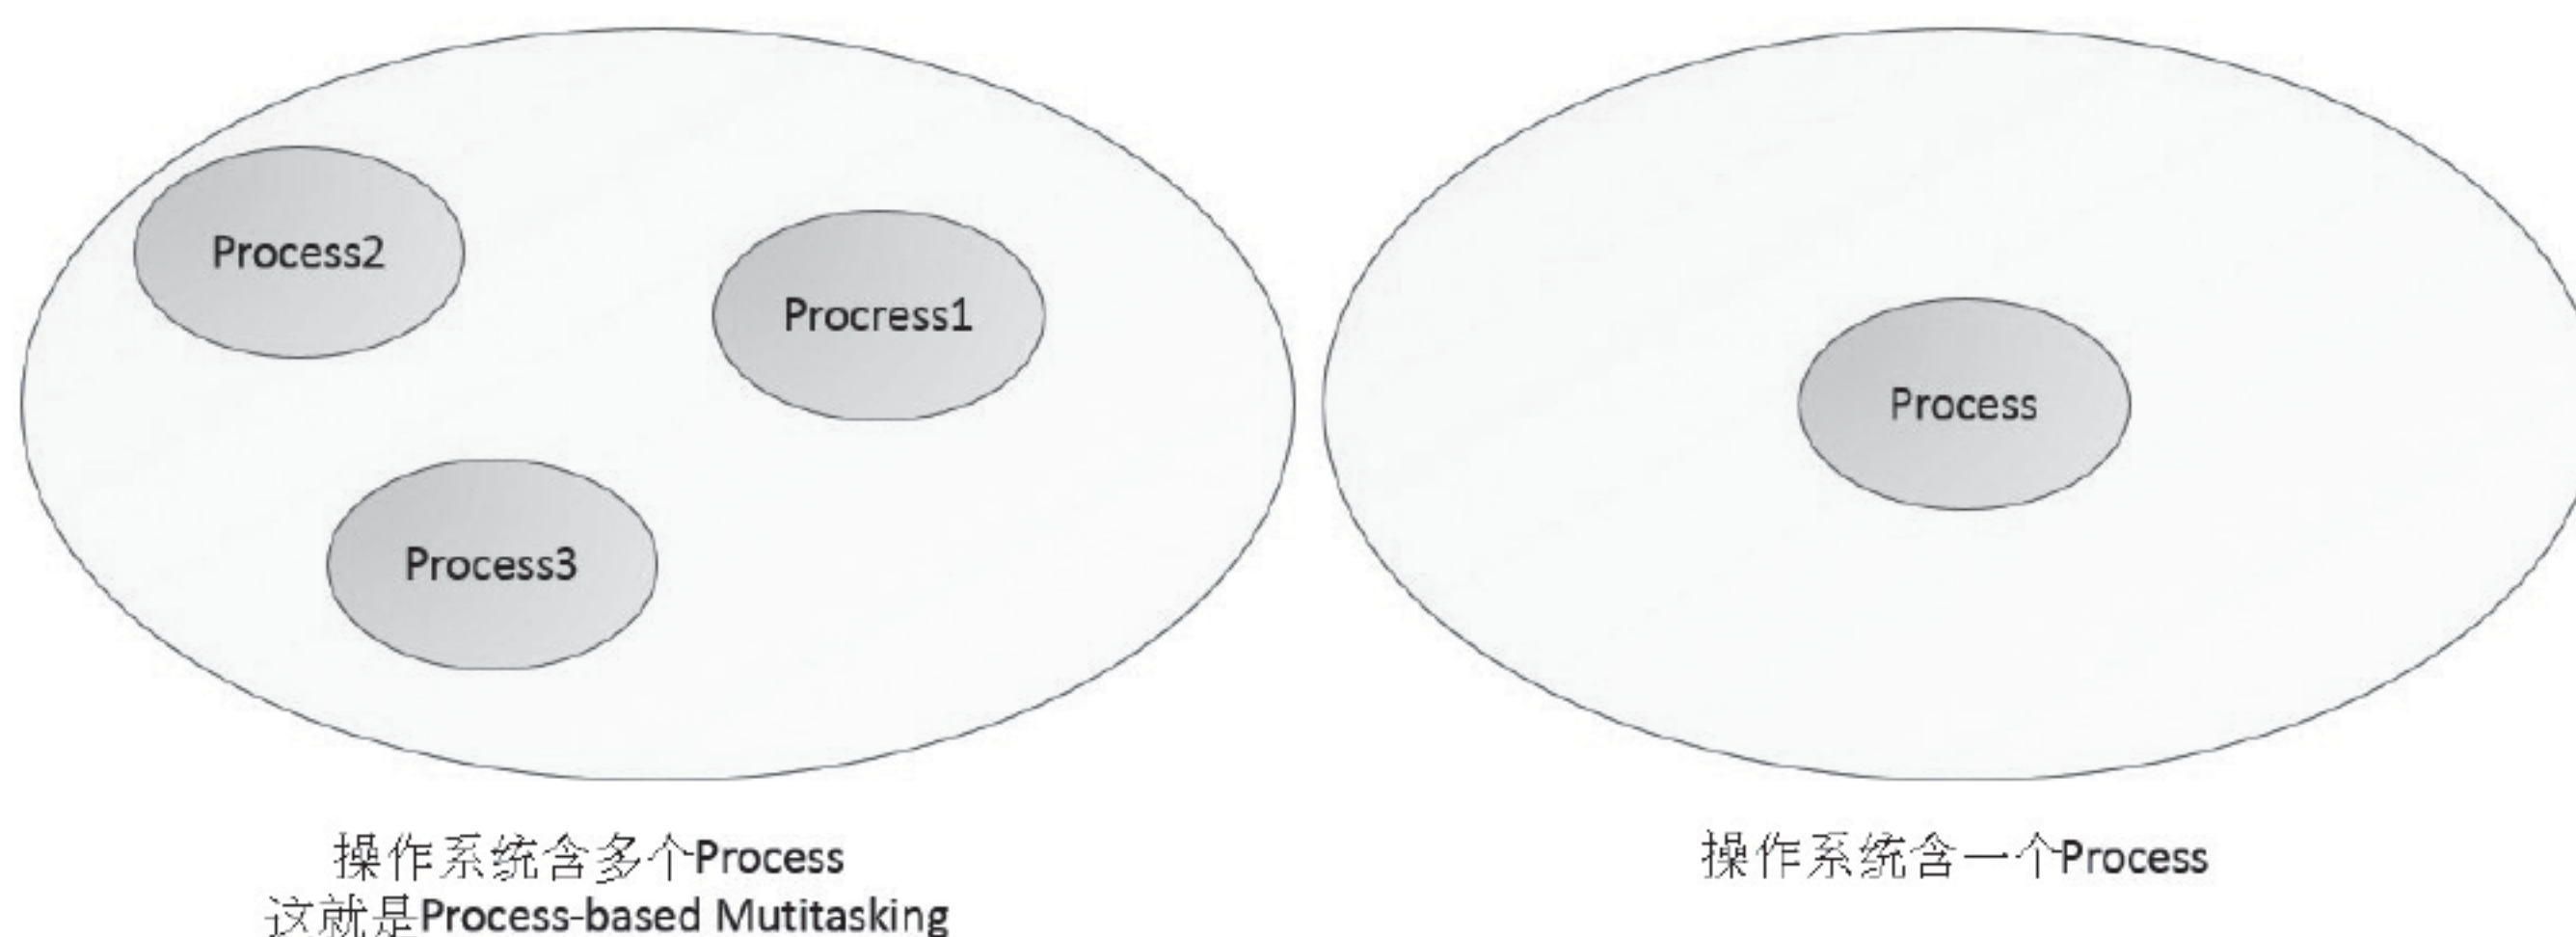 Process2
Procress1
Process3
Process
操作系统含多个Process
这就是Process-based Mutitasking
操作系统含一个Process